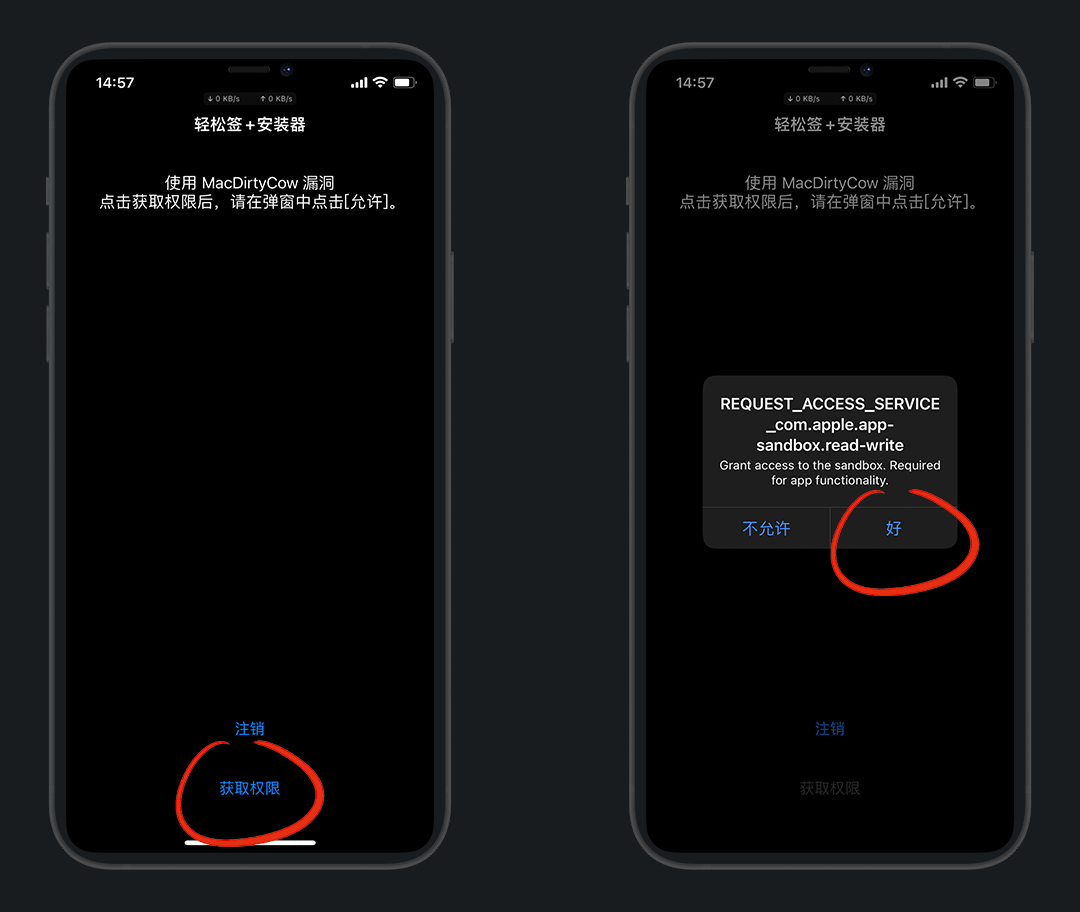 14:57
↓ 0 KB/s ↑ 0 KB/s
轻松签+安装器
使用 MacDirtyCow 漏洞
点击获取权限后，请在弹窗中点击[允许]。
注销
获取权限
14:57
↓ 0 KB/s ↑ 0 KB/s
轻松签+安装器
使用 MacDirtyCow 漏洞
点击获取权限后，请在弹窗中点击[允许]。
REQUEST_ACCESS_SERVICE
_com.apple.app-
sandbox.read-write
Grant access to the sandbox. Required
for app functionality.
不允许 好
注销
获取权限